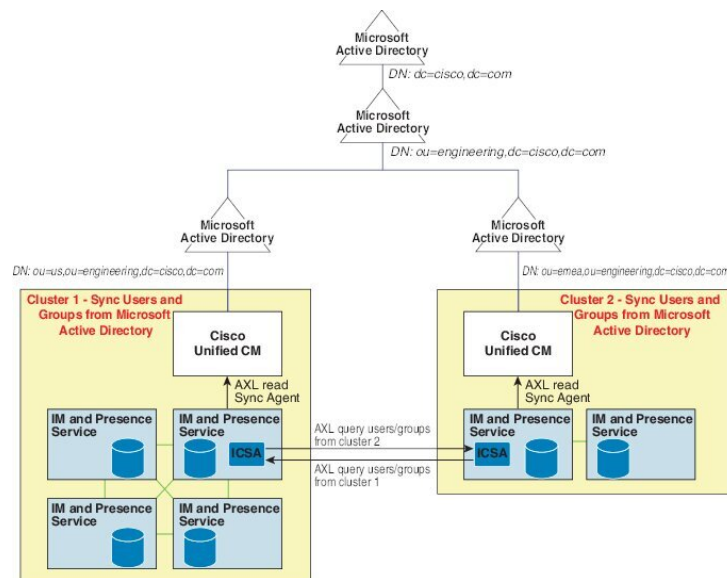 Microsoft
Active Directory
DN: dc=cisco,dc=com
Microsoft
Active Directory
DN: ou=engineering,dc=cisco,dc=com
Microsoft
Active Directory
DN: ou=us,ou=engineering,dc=cisco,dc=com
Microsoft
Active Directory
DN: ou=emea,ou=engineering,dc=cisco,dc=com
Cluster 1 - Sync Users and
Groups from Microsoft
Active Directory
Cisco
Unified CM
AXL read
Sync Agent
IM and Presence
Service
IM and Presence
Service
ICSA
IM and Presence
Service
IM and Presence
Service
AXL query users/groups
from cluster 2
AXL query users/groups
from cluster 1
Cluster 2 - Sync Users and
Groups from Microsoft
Active Directory
Cisco
Unified CM
AXL read
Sync Agent
IM and Presence
Service
ICSA
IM and Presence
Service